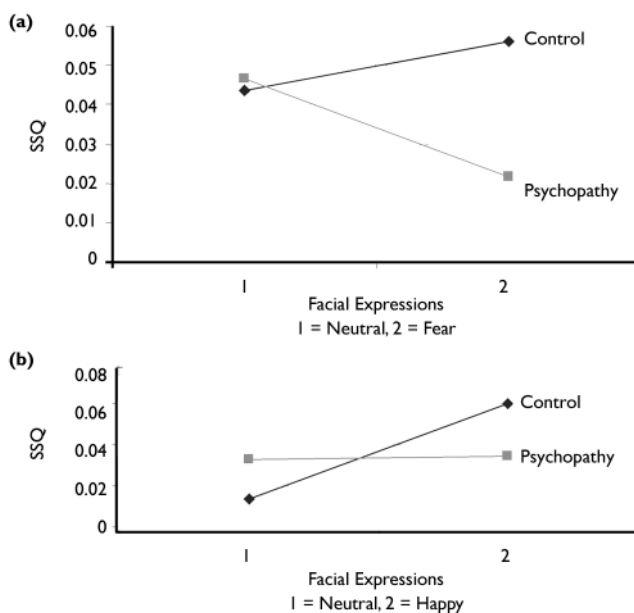 (a)
0.06
0.05
0.04
0.03
0.02
0.01
0
SSQ
Control
Psychopathy
1 2
Facial Expressions
1 = Neutral, 2 = Fear
(b)
0.08
0.06
0.04
0.02
0
SSQ
Control
Psychopathy
1 2
Facial Expressions
1 = Neutral, 2 = Happy